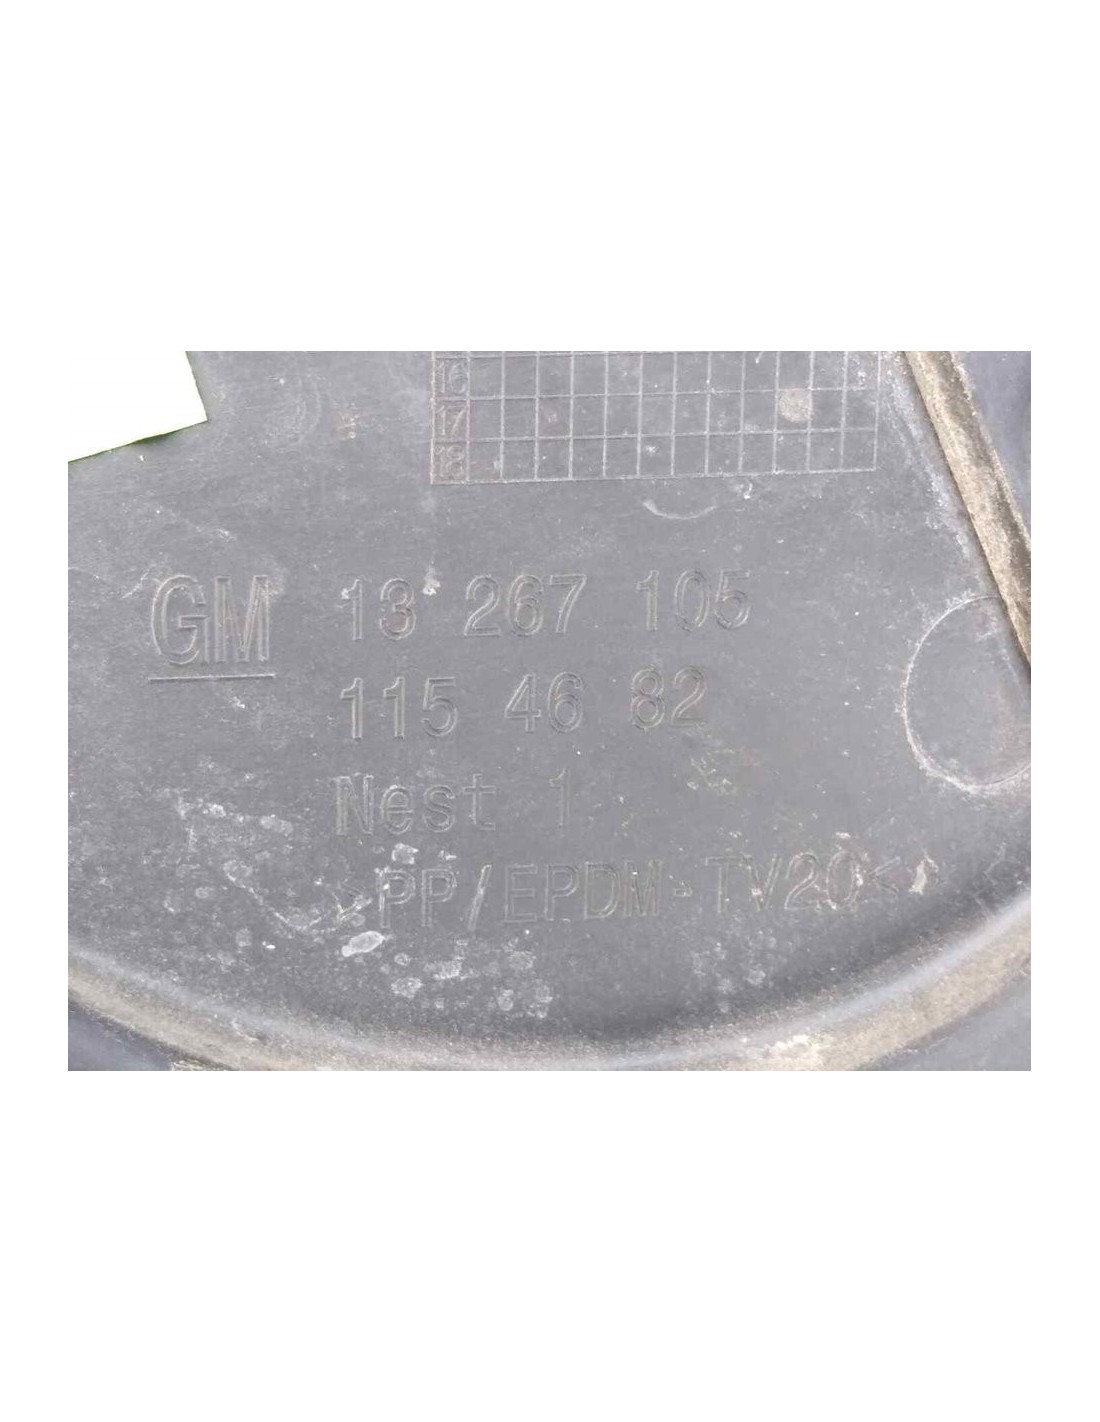 16
17
18
GM 13 267 105
115 46 82
Nest 1
>PP/EPDM-TV20<